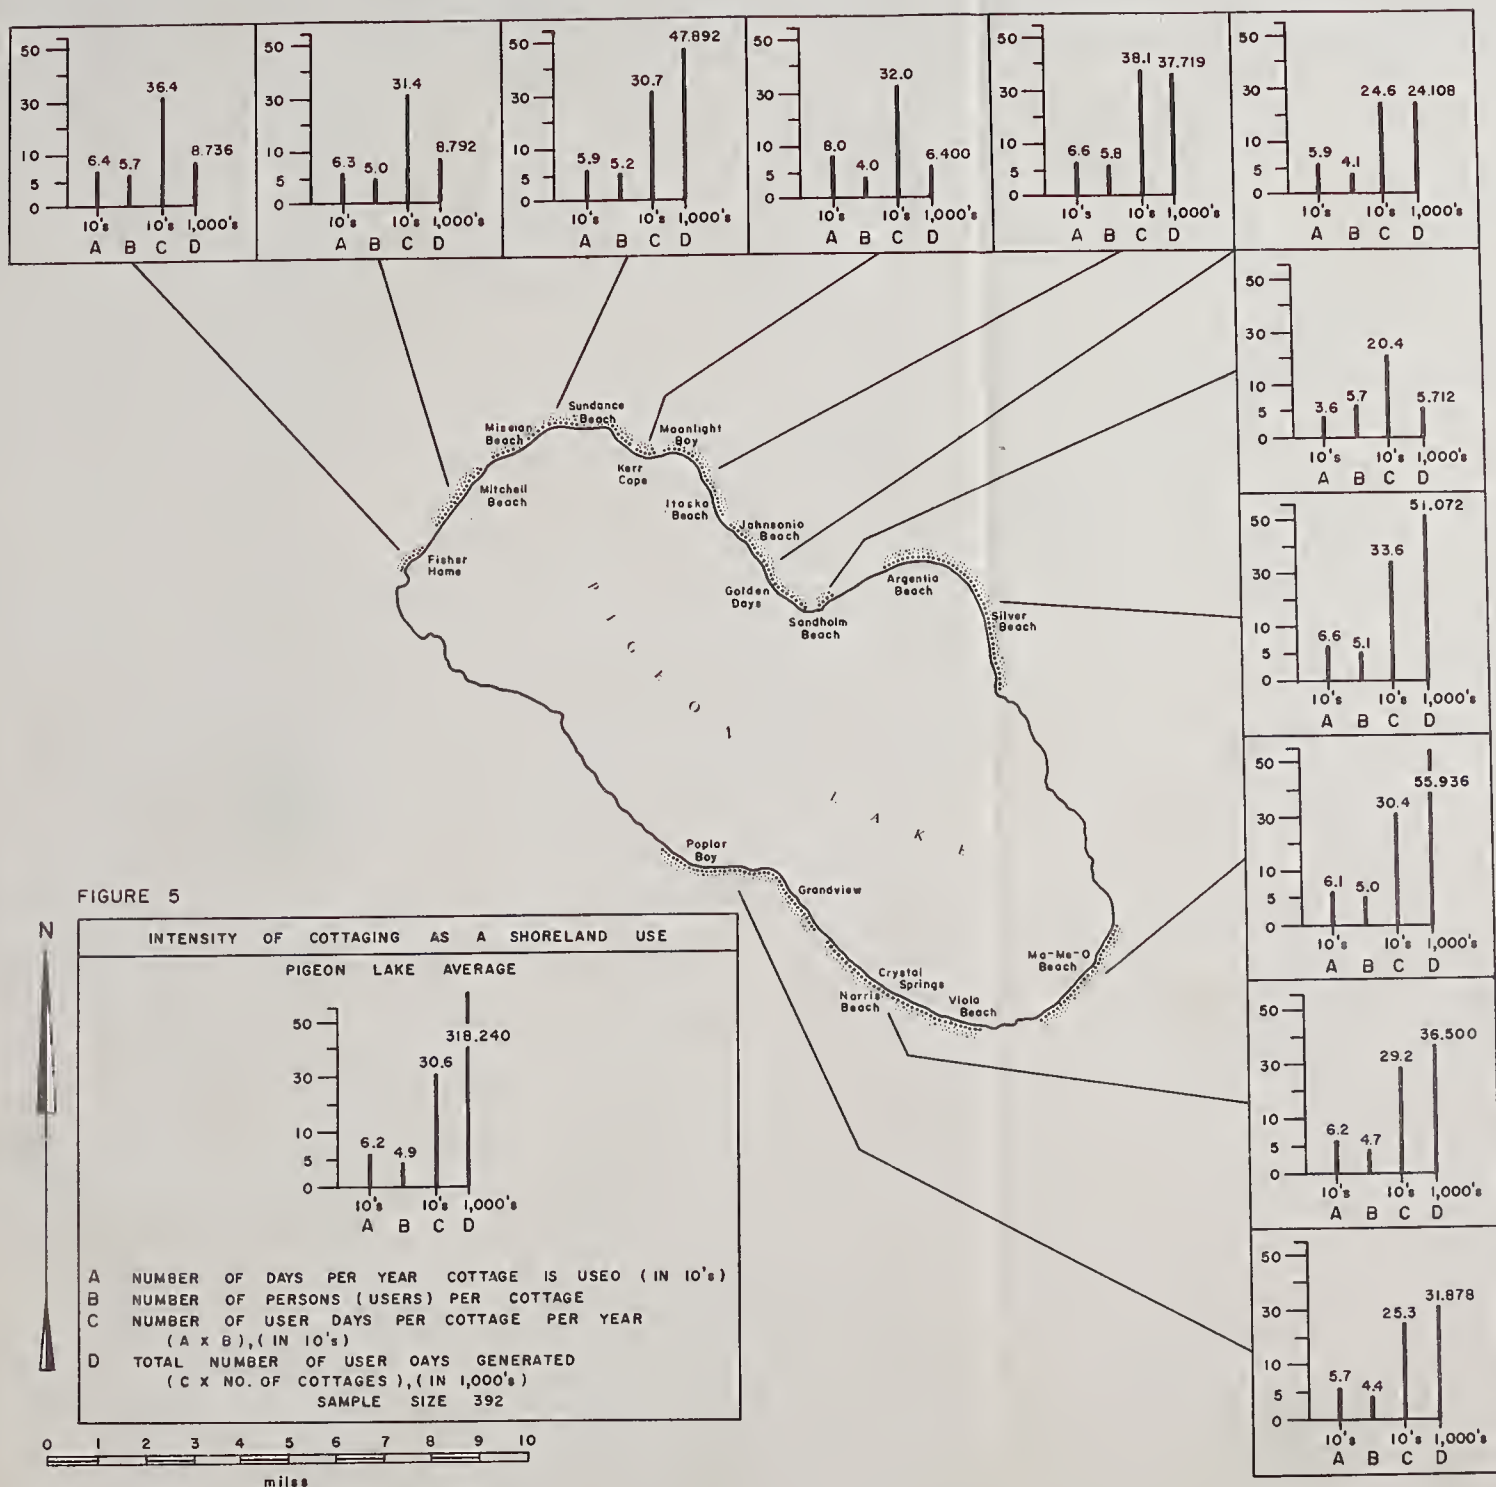 50
30
10
5
0
6.4
5.7
36.4
8.736
10's 10's 1,000's
A B C D
50
30
10
5
0
6.3
5.0
31.4
8.792
10's 10's 1,000's
A B C D
50
30
10
5
0
5.9
5.2
30.7
47.892
10's 10's 1,000's
A B C D
50
30
10
5
0
8.0
4.0
32.0
6.400
10's 10's 1,000's
A B C D
50
30
10
5
0
6.6
5.8
38.1
37.719
10's 10's 1,000's
A B C D
50
30
10
5
0
5.9
4.1
24.6
24.108
10's 10's 1,000's
A B C D
50
30
10
5
0
3.6
5.7
20.4
5.712
10's 10's 1,000's
A B C D
50
30
10
5
0
6.6
5.1
33.6
51.072
10's 10's 1,000's
A B C D
50
30
10
5
0
6.1
5.0
30.4
55.936
10's 10's 1,000's
A B C D
50
30
10
5
0
6.2
4.7
29.2
36.500
10's 10's 1,000's
A B C D
50
30
10
5
0
5.7
4.4
25.3
31.878
10's 10's 1,000's
A B C D
Sundance
Beach
Mission
Beach
Moonlight
Bay
Kerr
Cape
Mitchell
Beach
Itaska
Beach
Johnsonia
Beach
Fisher
Home
Golden
Days
Sandholm
Beach
Argentia
Beach
Silver
Beach
PIGEON
LAKE
Poplar
Bay
Grandview
Crystal
Springs
Norris
Beach
Viola
Beach
Ma-Me-O
Beach
FIGURE 5
N
INTENSITY OF COTTAGING AS A SHORELAND USE
PIGEON LAKE AVERAGE
50
30
10
5
0
6.2
4.9
30.6
318.240
10's 10's 1,000's
A B C D
A NUMBER OF DAYS PER YEAR COTTAGE IS USED (IN 10's)
B NUMBER OF PERSONS (USERS) PER COTTAGE
C NUMBER OF USER DAYS PER COTTAGE PER YEAR
(A X B),(IN 10's)
D TOTAL NUMBER OF USER DAYS GENERATED
(C X NO. OF COTTAGES),(IN 1,000's)
SAMPLE SIZE 392
0 1 2 3 4 5 6 7 8 9 10
miles